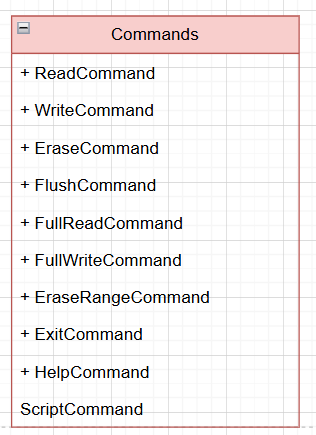 Commands
+ ReadCommand
+ WriteCommand
+ EraseCommand
+ FlushCommand
+ FullReadCommand
+ FullWriteCommand
+ EraseRangeCommand
+ ExitCommand
+ HelpCommand
ScriptCommand